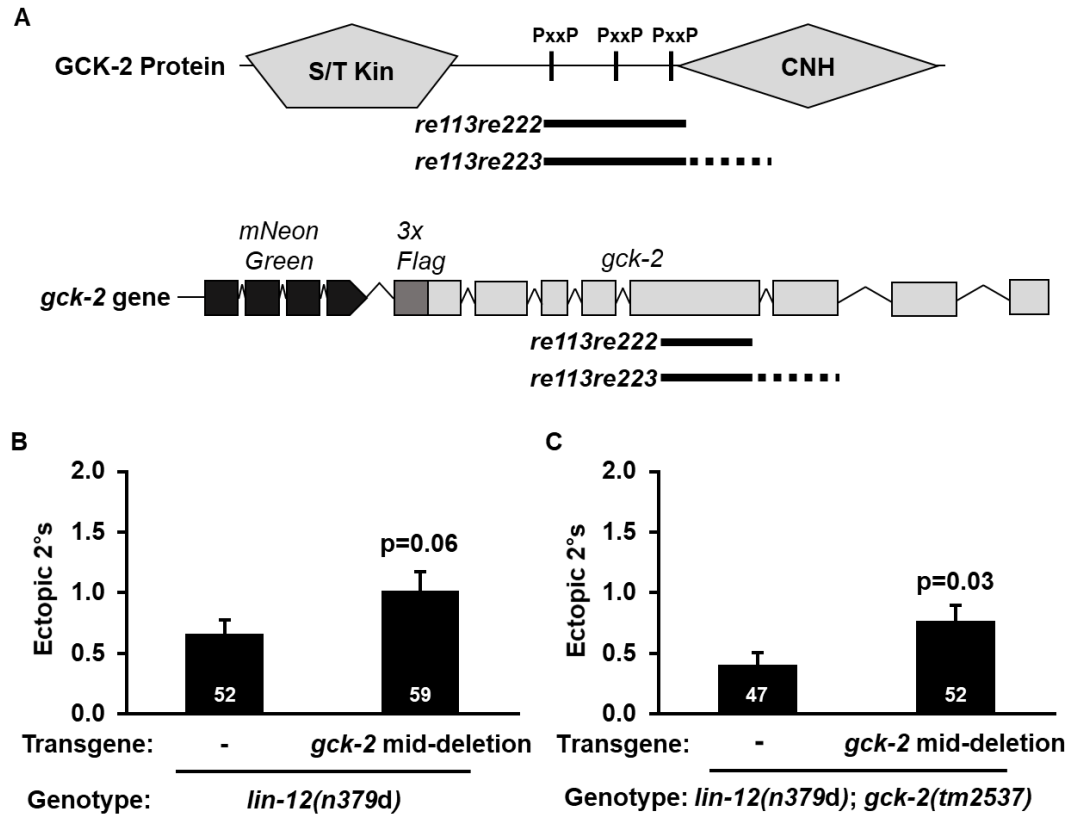 A
PxxP PxxP PxxP
GCK-2 Protein S/T Kin CNH
re113re222
re113re223
mNeon Green 3x Flag gck-2
gck-2 gene
re113re222
re113re223
B
2.0
1.5
1.0
0.5
0.0
Ectopic 2°s
p=0.06
52 59
Transgene: - gck-2 mid-deletion
Genotype: lin-12(n379d)
C
2.0
1.5
1.0
0.5
0.0
Ectopic 2°s
p=0.03
47 52
Transgene: - gck-2 mid-deletion
Genotype: lin-12(n379d); gck-2(tm2537)